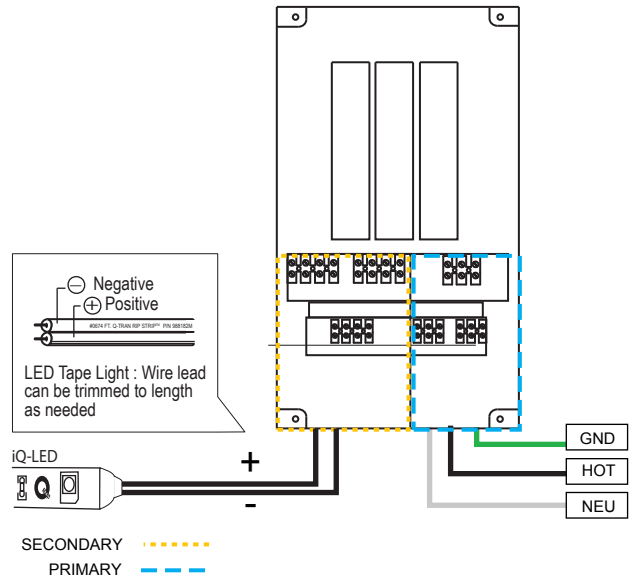 Negative
Positive
#0674 FT. Q-TRAN RIP STRIP™ P/N 988182M
LED Tape Light : Wire lead
can be trimmed to length
as needed
iQ-LED
+
-
GND
HOT
NEU
SECONDARY
PRIMARY